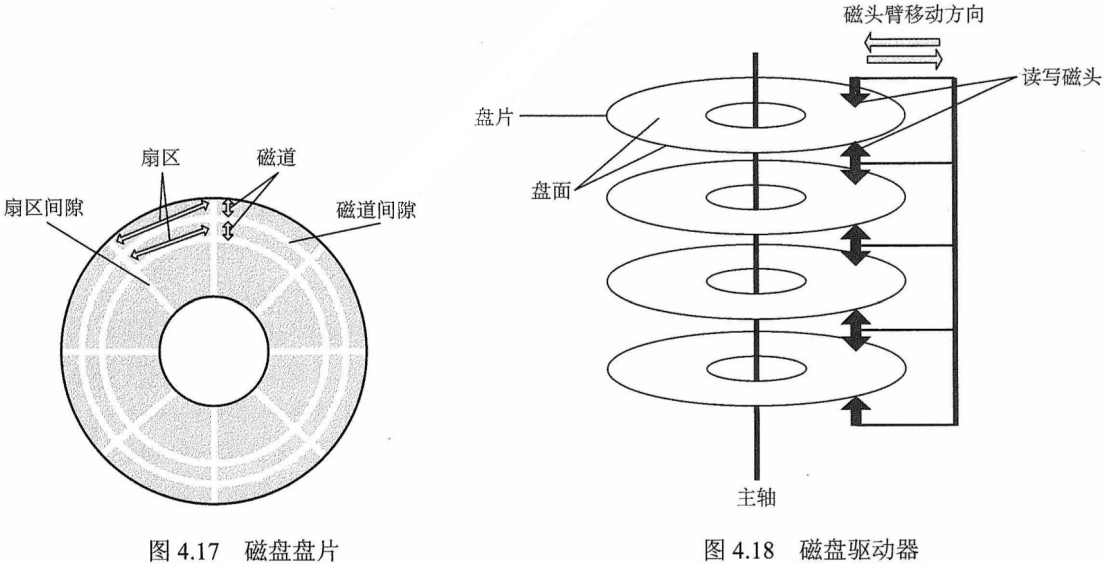 扇区
磁道
扇区间隙
磁道间隙
图 4.17 磁盘盘片
磁头臂移动方向
读写磁头
盘片
盘面
主轴
图 4.18 磁盘驱动器